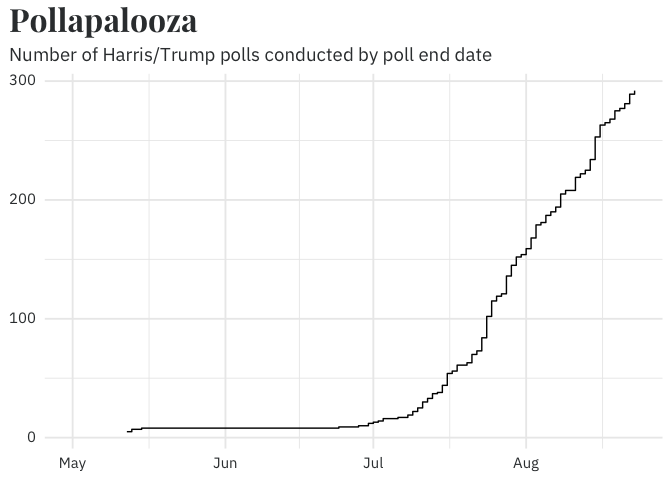 Pollapalooza
Number of Harris/Trump polls conducted by poll end date
300
200
100
0
May Jun Jul Aug